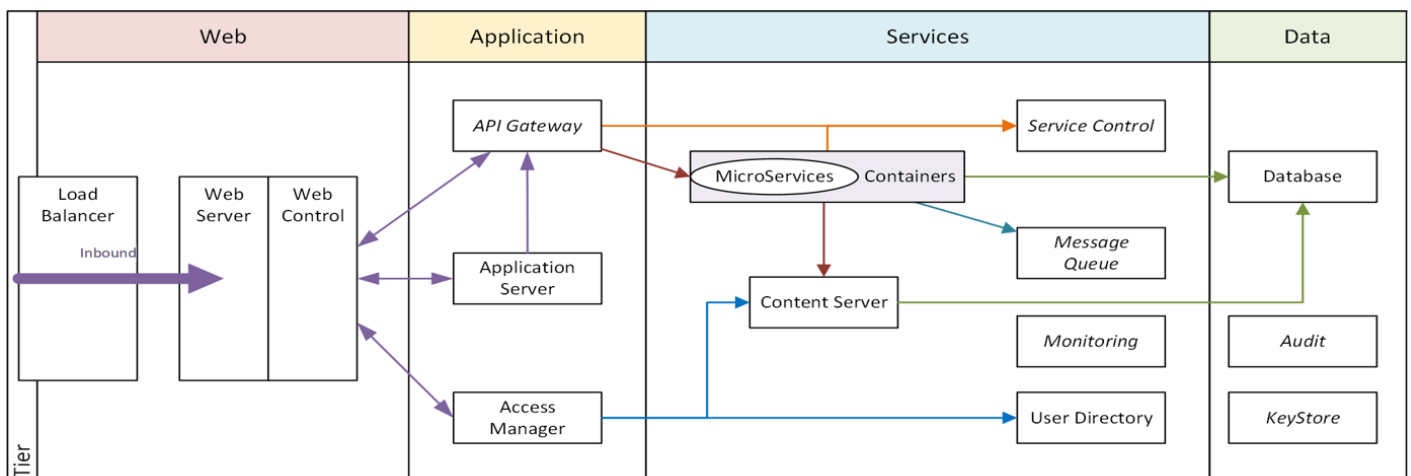 Web
Application
Services
Data
API Gateway
Service Control
MicroServices
Containers
Database
Load
Balancer
Web
Server
Web
Control
Inbound
Message
Queue
Application
Server
Content Server
Monitoring
Audit
Access
Manager
User Directory
KeyStore
Tier